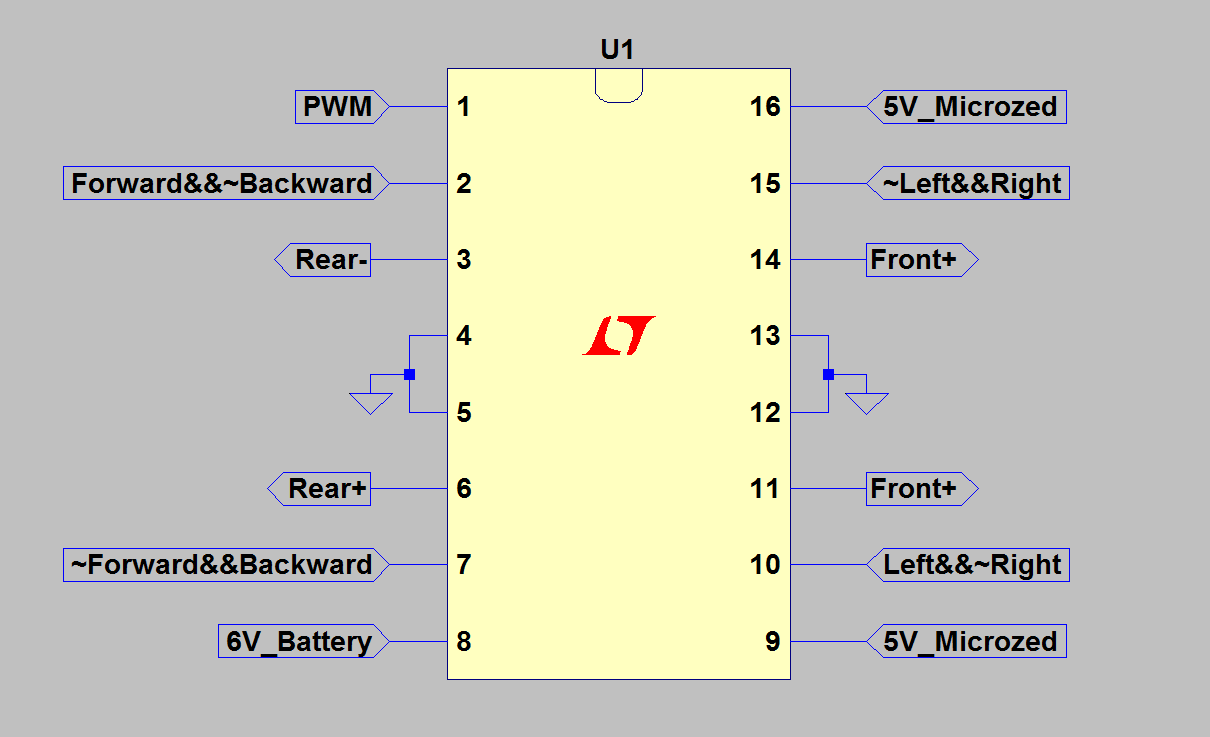 U1
PWM 1 16 5V_Microzed
Forward&&~Backward 2 15 ~Left&&Right
Rear- 3 14 Front+
4 13
5 12
Rear+ 6 11 Front+
~Forward&&Backward 7 10 Left&&~Right
6V_Battery 8 9 5V_Microzed